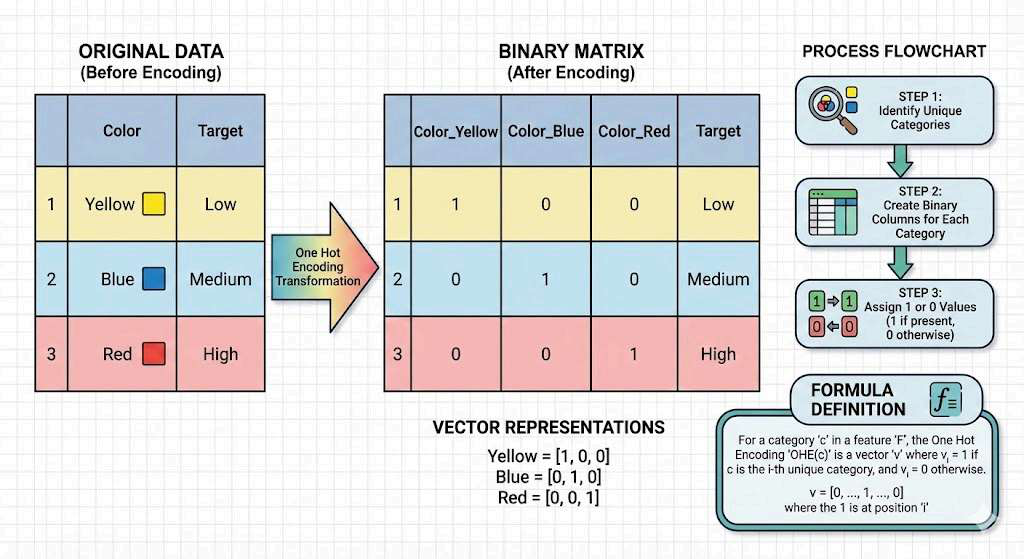 ORIGINAL DATA
(Before Encoding)
Color Target
1 Yellow Low
2 Blue Medium
3 Red High
One Hot
Encoding
Transformation
BINARY MATRIX
(After Encoding)
Color_Yellow Color_Blue Color_Red Target
1 1 0 0 Low
2 0 1 0 Medium
3 0 0 1 High
VECTOR REPRESENTATIONS
Yellow = [1, 0, 0]
Blue = [0, 1, 0]
Red = [0, 0, 1]
PROCESS FLOWCHART
STEP 1:
Identify Unique
Categories
STEP 2:
Create Binary
Columns for Each
Category
1 1
0 0
STEP 3:
Assign 1 or 0 Values
(1 if present,
0 otherwise)
FORMULA
DEFINITION
f=
For a category 'c' in a feature 'F', the One Hot
Encoding 'OHE(c)' is a vector 'v' where vᵢ = 1 if
c is the i-th unique category, and vᵢ = 0 otherwise.
v = [0, ..., 1, ..., 0]
where the 1 is at position 'i'